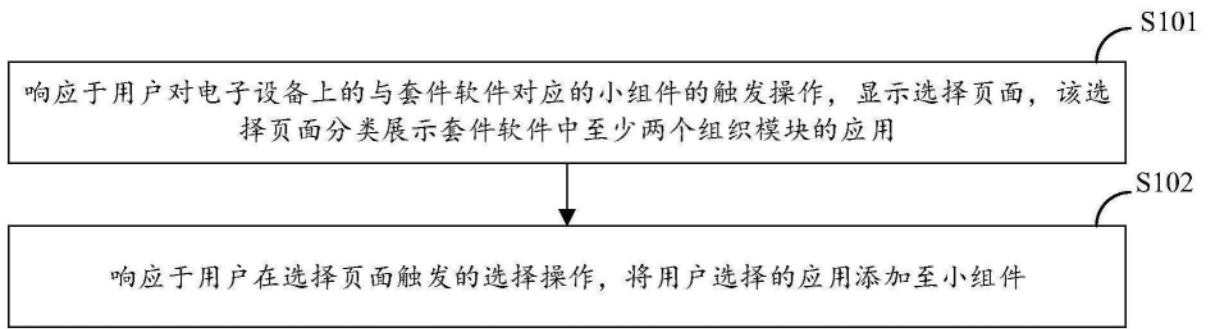 S101
响应于用户对电子设备上的与套件软件对应的小组件的触发操作，显示选择页面，该选
择页面分类展示套件软件中至少两个组织模块的应用
S102
响应于用户在选择页面触发的选择操作，将用户选择的应用添加至小组件